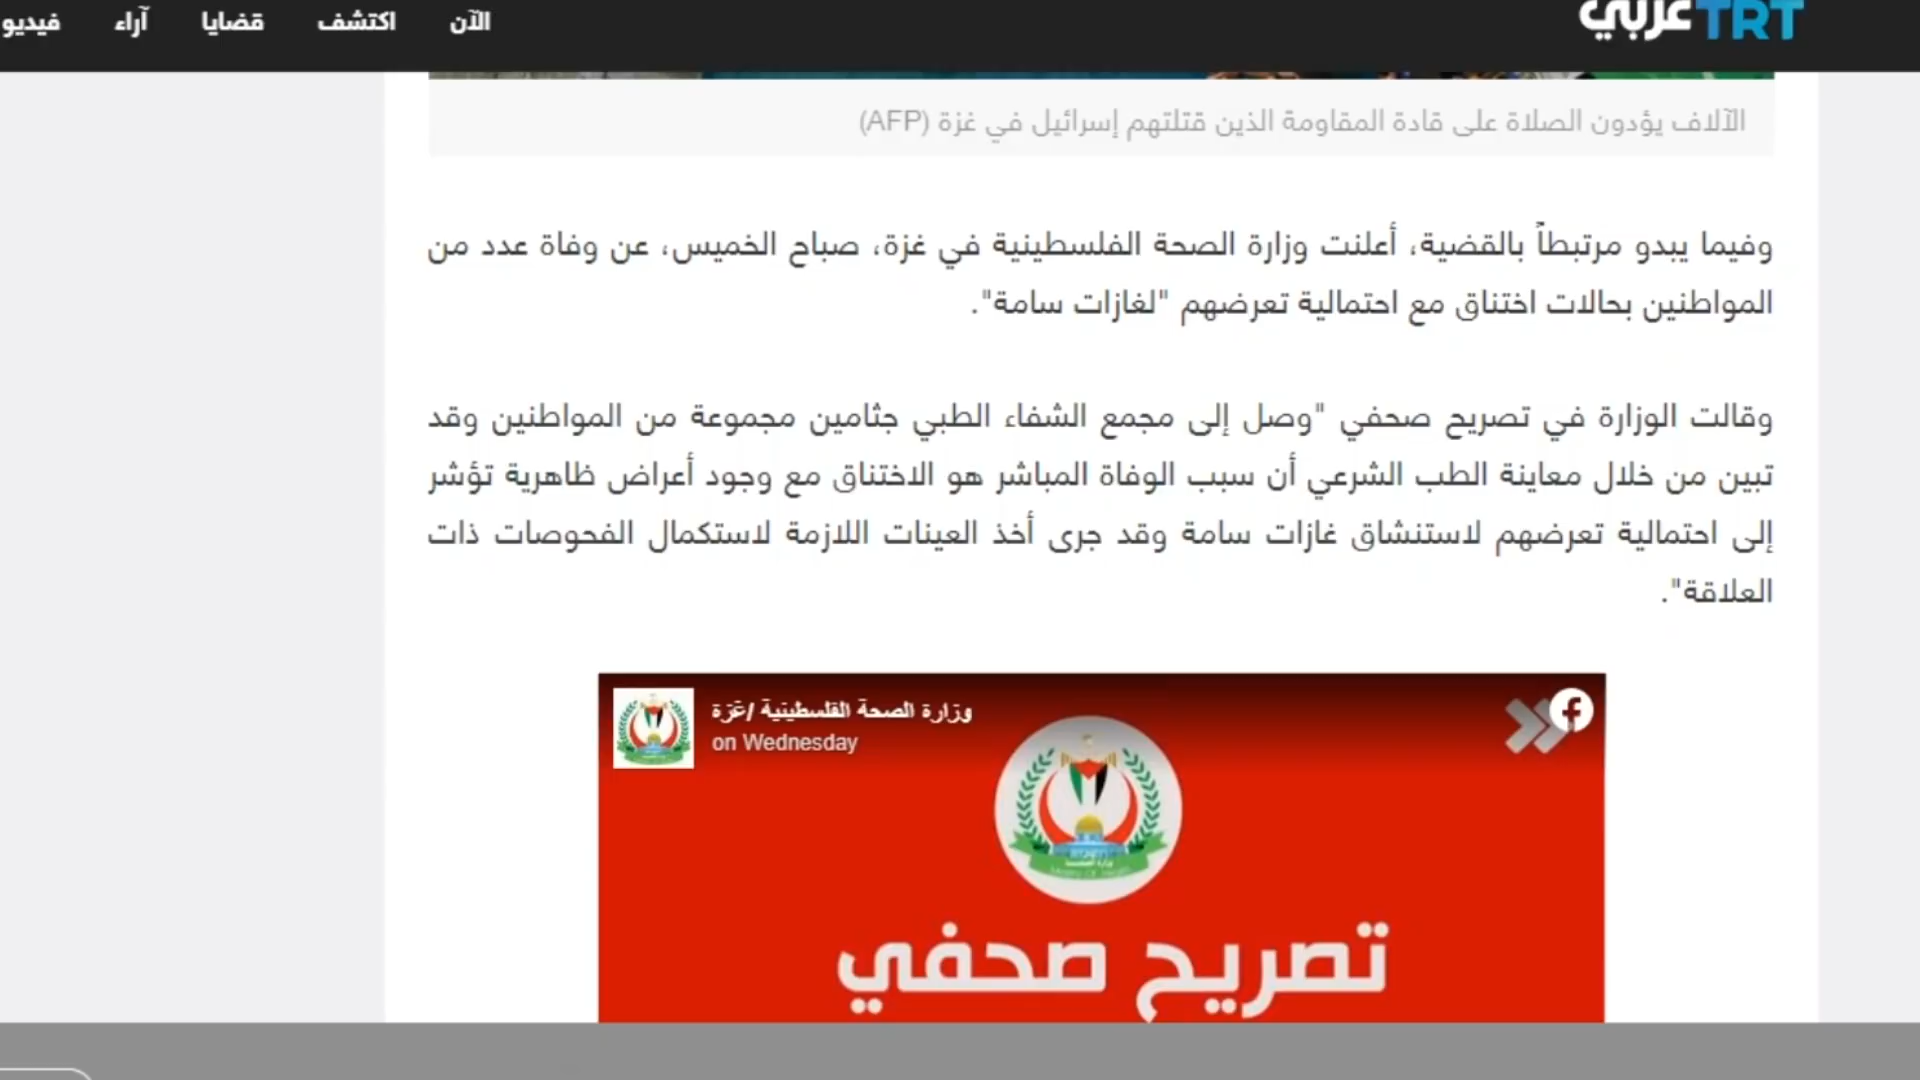 TRT عربي
الآن
اكتشف
قضايا
آراء
فيديو
الآلاف يؤدون الصلاة على قادة المقاومة الذين قتلتهم إسرائيل في غزة (AFP)
وفيما يبدو مرتبطاً بالقضية، أعلنت وزارة الصحة الفلسطينية في غزة، صباح الخميس، عن وفاة عدد من
المواطنين بحالات اختناق مع احتمالية تعرضهم "لغازات سامة".
وقالت الوزارة في تصريح صحفي "وصل إلى مجمع الشفاء الطبي جثامين مجموعة من المواطنين وقد
تبين من خلال معاينة الطب الشرعي أن سبب الوفاة المباشر هو الاختناق مع وجود أعراض ظاهرية تؤشر
إلى احتمالية تعرضهم لاستنشاق غازات سامة وقد جرى أخذ العينات اللازمة لاستكمال الفحوصات ذات
العلاقة".
وزارة الصحة الفلسطينية /غزة
on Wednesday
تصريح صحفي